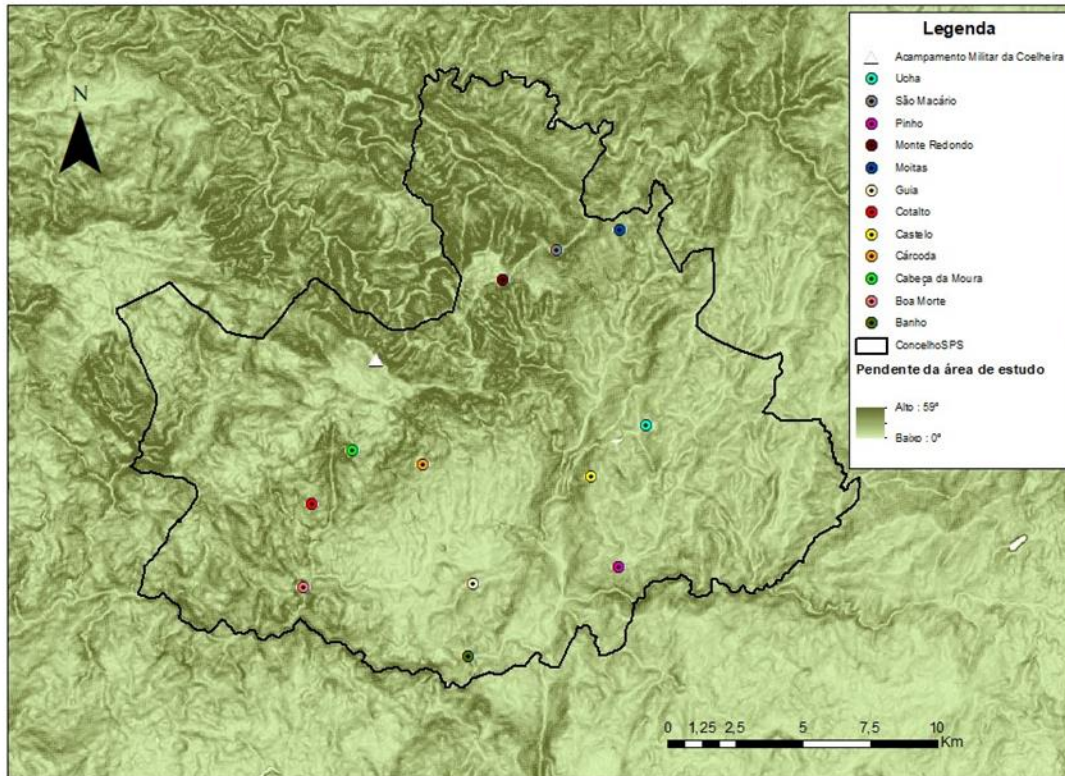 Legenda
Acampamento Militar da Coelheira
Ucha
São Macário
Pinho
Monte Redondo
Moitas
Guia
Cotalto
Castelo
Cárcoda
Cabeça da Moura
Boa Morte
Banho
ConcelhoSPS
Pendente da área de estudo
Alto : 59º
Baixo : 0º
N
0 1,25 2,5 5 7,5 10
Km